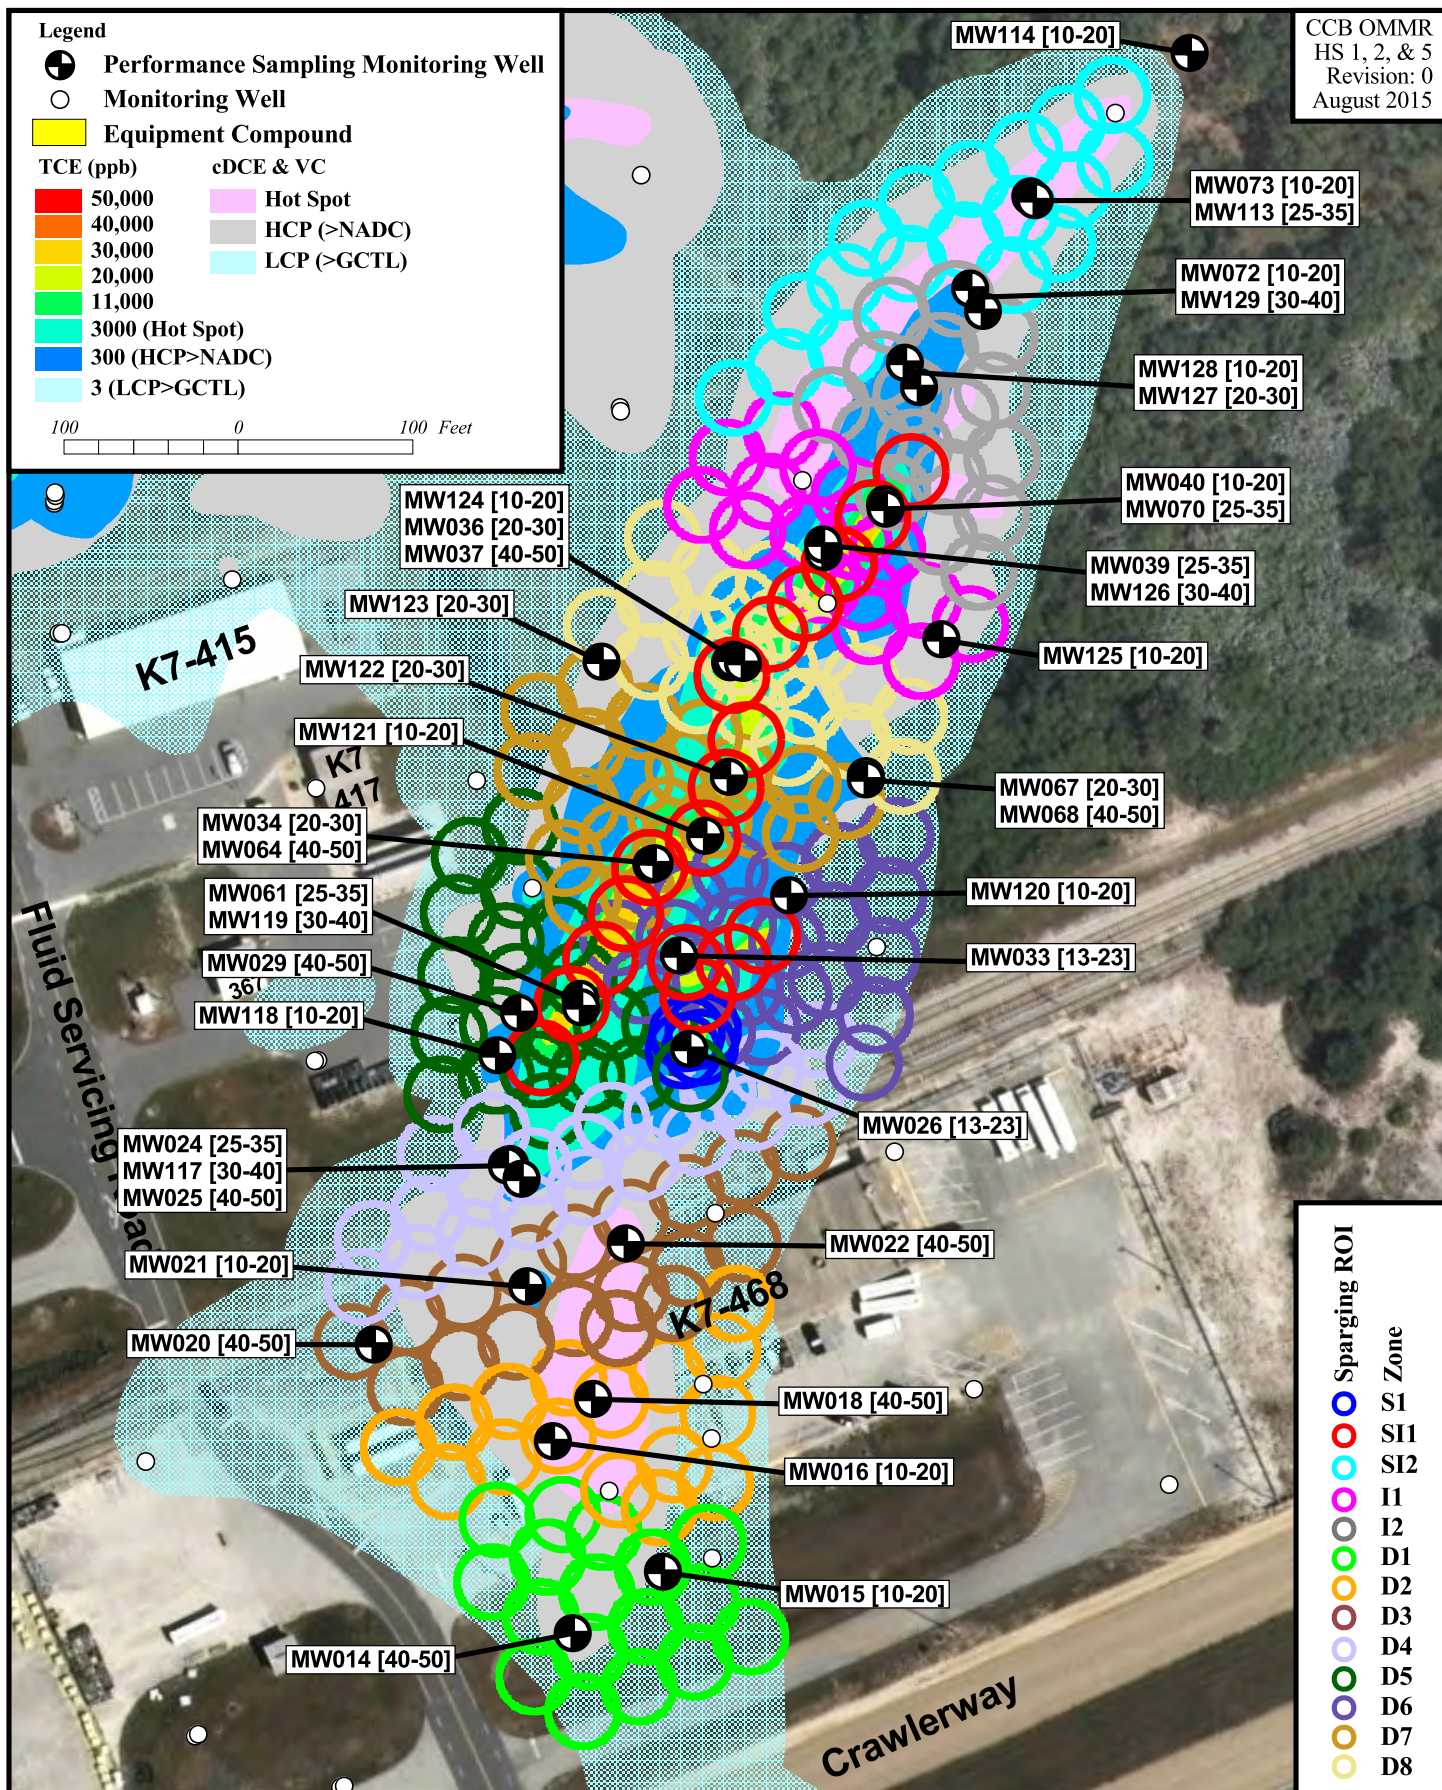 Legend
Performance Sampling Monitoring Well
Monitoring Well
Equipment Compound
TCE (ppb)
50,000
40,000
30,000
20,000
11,000
3000 (Hot Spot)
300 (HCP>NADC)
3 (LCP>GCTL)
cDCE & VC
Hot Spot
HCP (>NADC)
LCP (>GCTL)
100 0 100 Feet
CCB OMMR
HS 1, 2, & 5
Revision: 0
August 2015
MW114 [10-20]
MW073 [10-20]
MW113 [25-35]
MW072 [10-20]
MW129 [30-40]
MW128 [10-20]
MW127 [20-30]
MW040 [10-20]
MW070 [25-35]
MW124 [10-20]
MW036 [20-30]
MW037 [40-50]
MW039 [25-35]
MW126 [30-40]
MW123 [20-30]
K7-415
MW125 [10-20]
MW122 [20-30]
MW121 [10-20]
K7
417
MW067 [20-30]
MW068 [40-50]
MW034 [20-30]
MW064 [40-50]
MW061 [25-35]
MW119 [30-40]
MW120 [10-20]
MW033 [13-23]
MW029 [40-50]
367
MW118 [10-20]
Fluid Servicing
MW026 [13-23]
MW024 [25-35]
MW117 [30-40]
MW025 [40-50]
MW022 [40-50]
MW021 [10-20]
K7-468
MW020 [40-50]
MW018 [40-50]
MW016 [10-20]
MW015 [10-20]
MW014 [40-50]
Crawlerway
Sparging ROI
Zone
S1
SI1
SI2
I1
I2
D1
D2
D3
D4
D5
D6
D7
D8